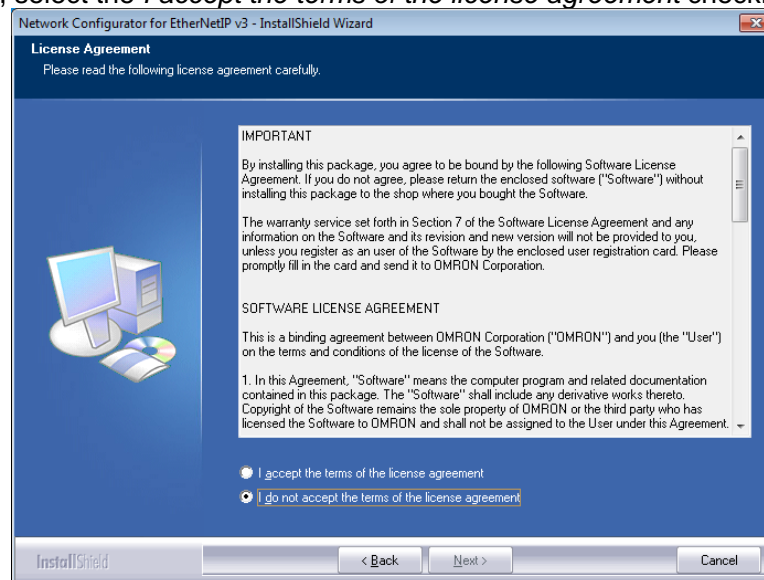 , select the I accept the terms of the license agreement
Network Configurator for EtherNetIP v3 - InstallShield Wizard
License Agreement
Please read the following license agreement carefully.
IMPORTANT
By installing this package, you agree to be bound by the following Software License
Agreement. If you do not agree, please return the enclosed software ("Software") without
installing this package to the shop where you bought the Software.
The warranty service set forth in Section 7 of the Software License Agreement and any
information on the Software and its revision and new version will not be provided to you,
unless you register as an user of the Software by the enclosed user registration card. Please
promptly fill in the card and send it to OMRON Corporation.
SOFTWARE LICENSE AGREEMENT
This is a binding agreement between OMRON Corporation ("OMRON") and you (the "User")
on the terms and conditions of the license of the Software.
1. In this Agreement, "Software" means the computer program and related documentation
contained in this package. The "Software" shall include any derivative works thereto.
Copyright of the Software remains the sole property of OMRON or the third party who has
licensed the Software to OMRON and shall not be assigned to the User under this Agreement.
I accept the terms of the license agreement
I do not accept the terms of the license agreement
InstallShield
< Back
Next >
Cancel